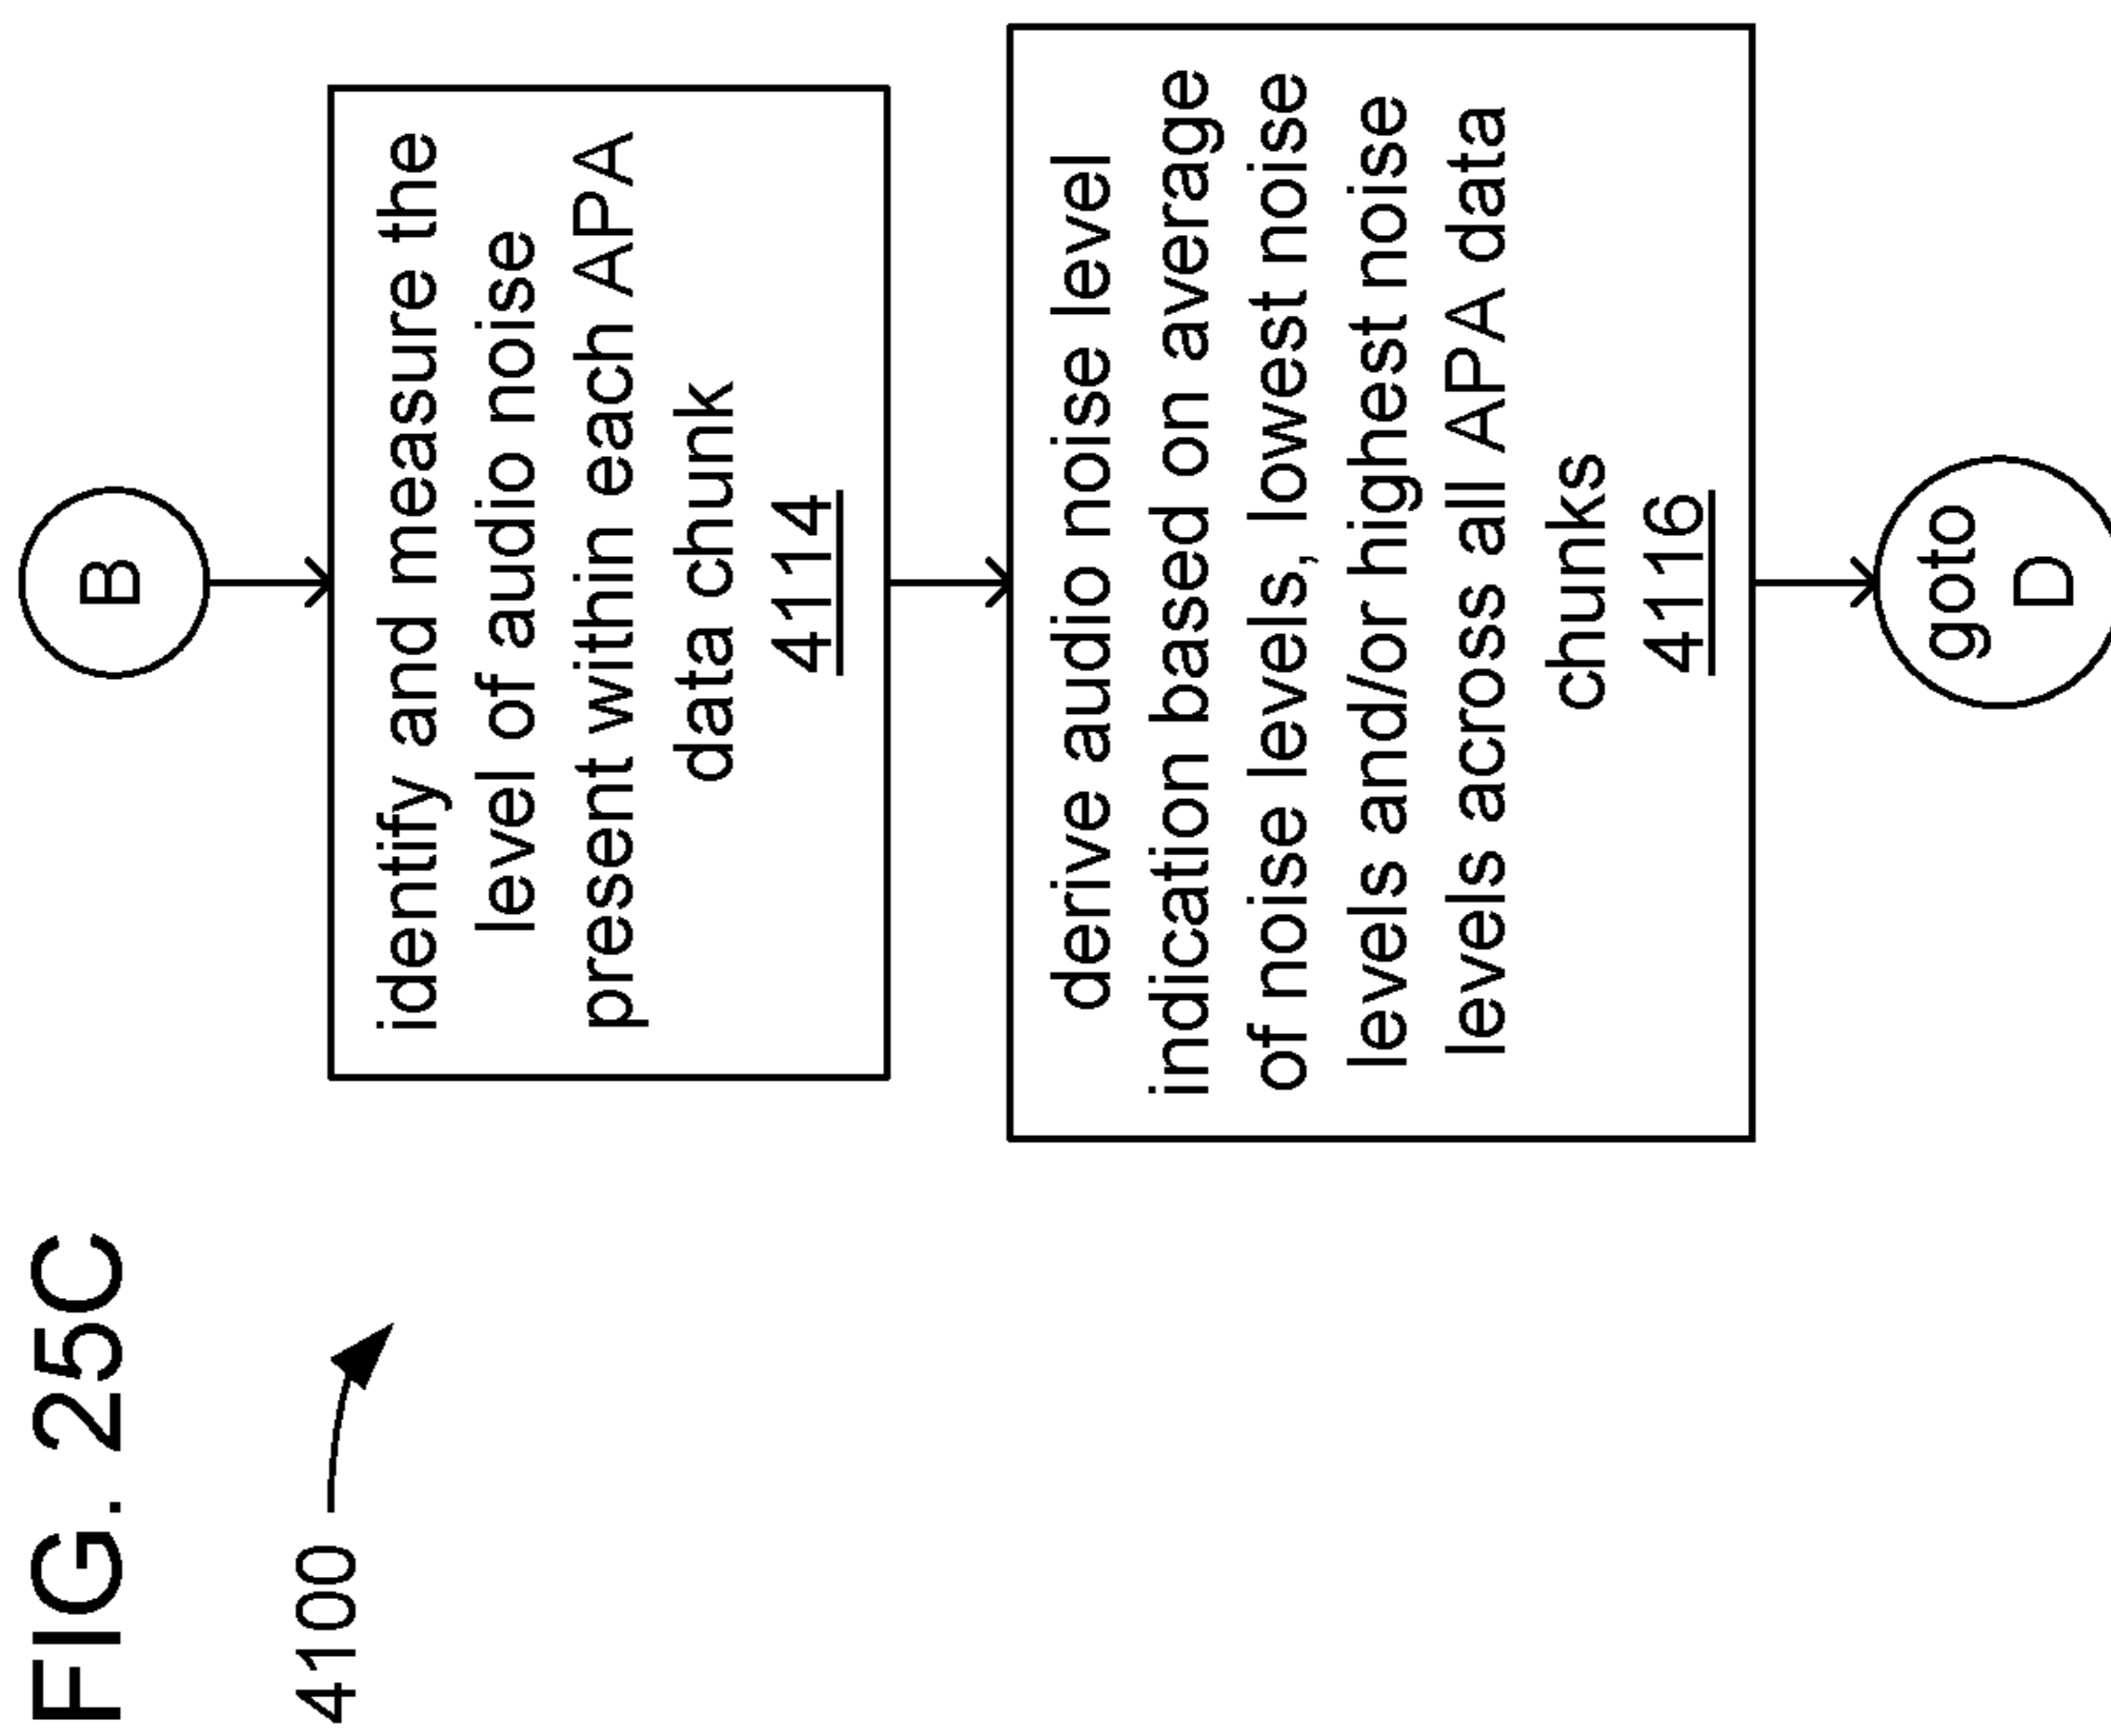 FIG. 25C
4100
B
identify and measure the
level of audio noise
present within each APA
data chunk
4114
derive audio noise level
indication based on average
of noise levels, lowest noise
levels and/or highest noise
levels across all APA data
chunks
4116
goto
D